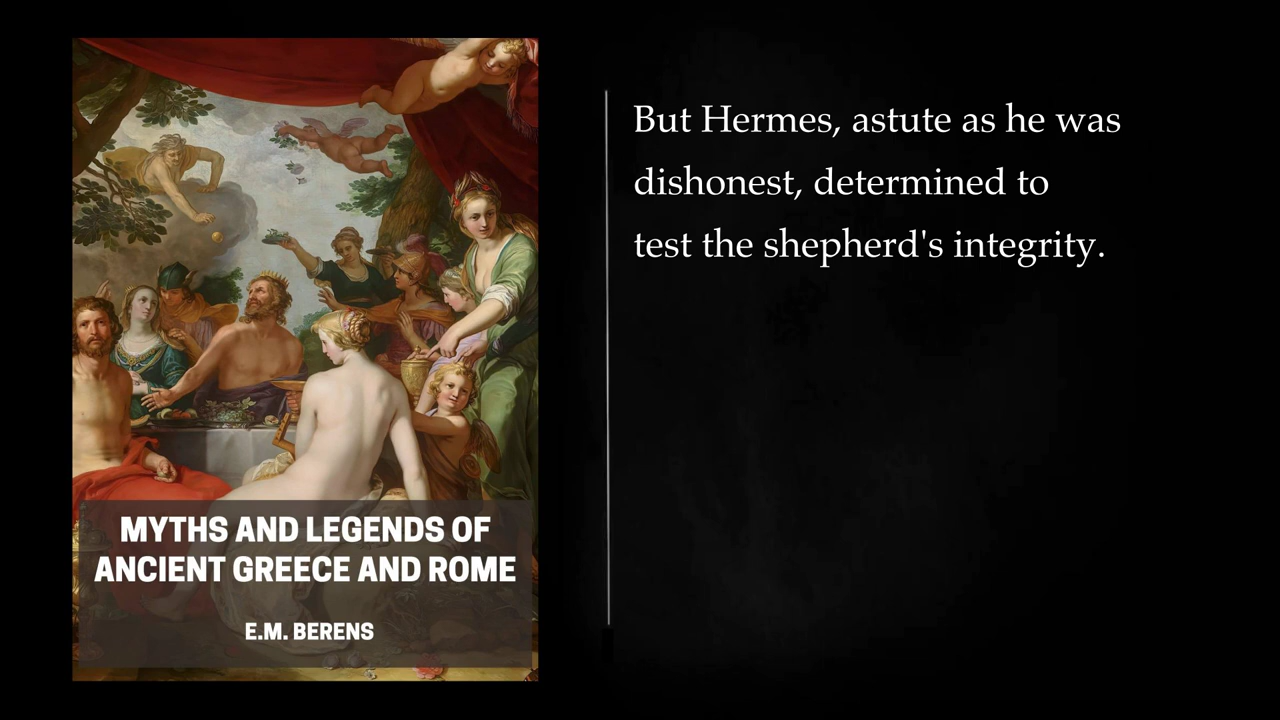 MYTHS AND LEGENDS OF
ANCIENT GREECE AND ROME
E.M. BERENS
But Hermes, astute as he was
dishonest, determined to
test the shepherd's integrity.